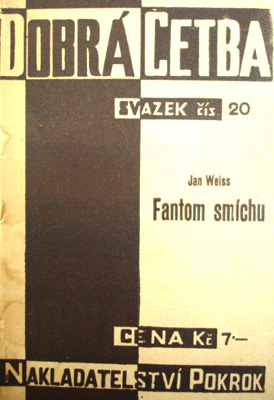 DOBRÁ ČETBA
SVAZEK čís. 20
Jan Weiss
Fantom smíchu
CENA Kč 7·—
NAKLADATELSTVÍ POKROK